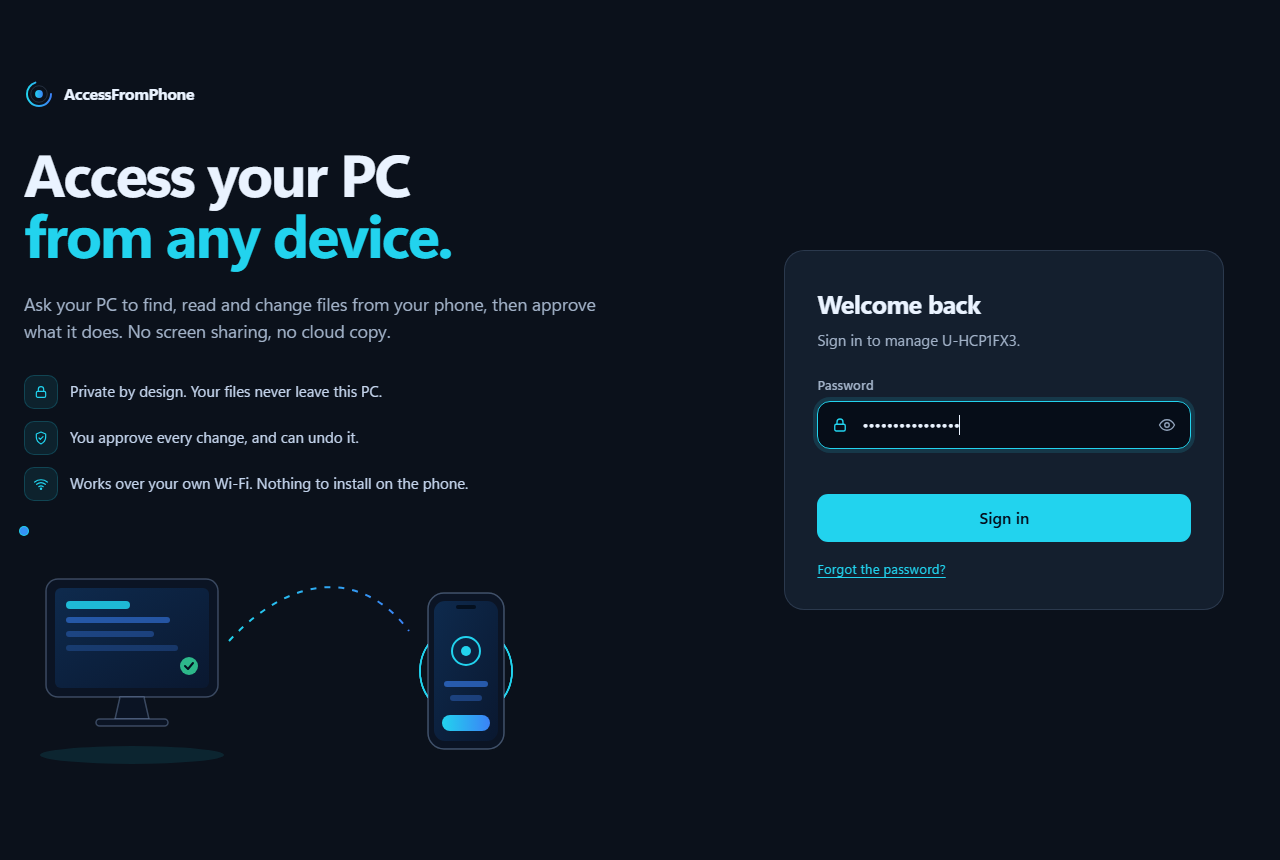 AccessFromPhone
Access your PC
from any device.
Ask your PC to find, read and change files from your phone, then approve
what it does. No screen sharing, no cloud copy.
Private by design. Your files never leave this PC.
You approve every change, and can undo it.
Works over your own Wi-Fi. Nothing to install on the phone.
Welcome back
Sign in to manage U-HCP1FX3.
Password
••••••••••••••••
Sign in
Forgot the password?